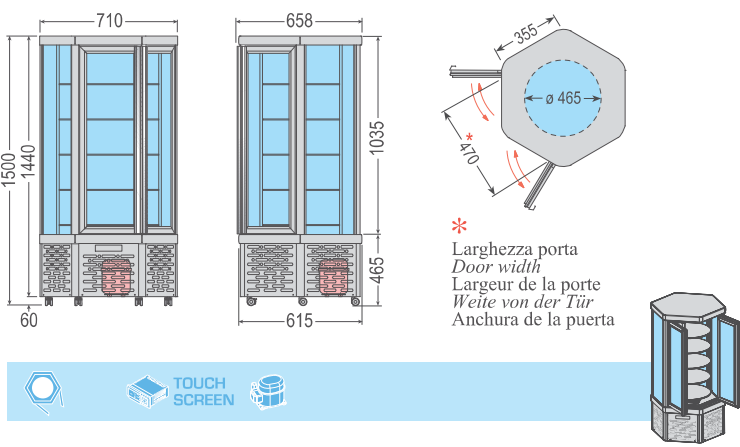 710
658
355
ø 465
1500
1440
1035
* 470
465
60
615
*
Larghezza porta
Door width
Largeur de la porte
Weite von der Tür
Anchura de la puerta
TOUCH
SCREEN